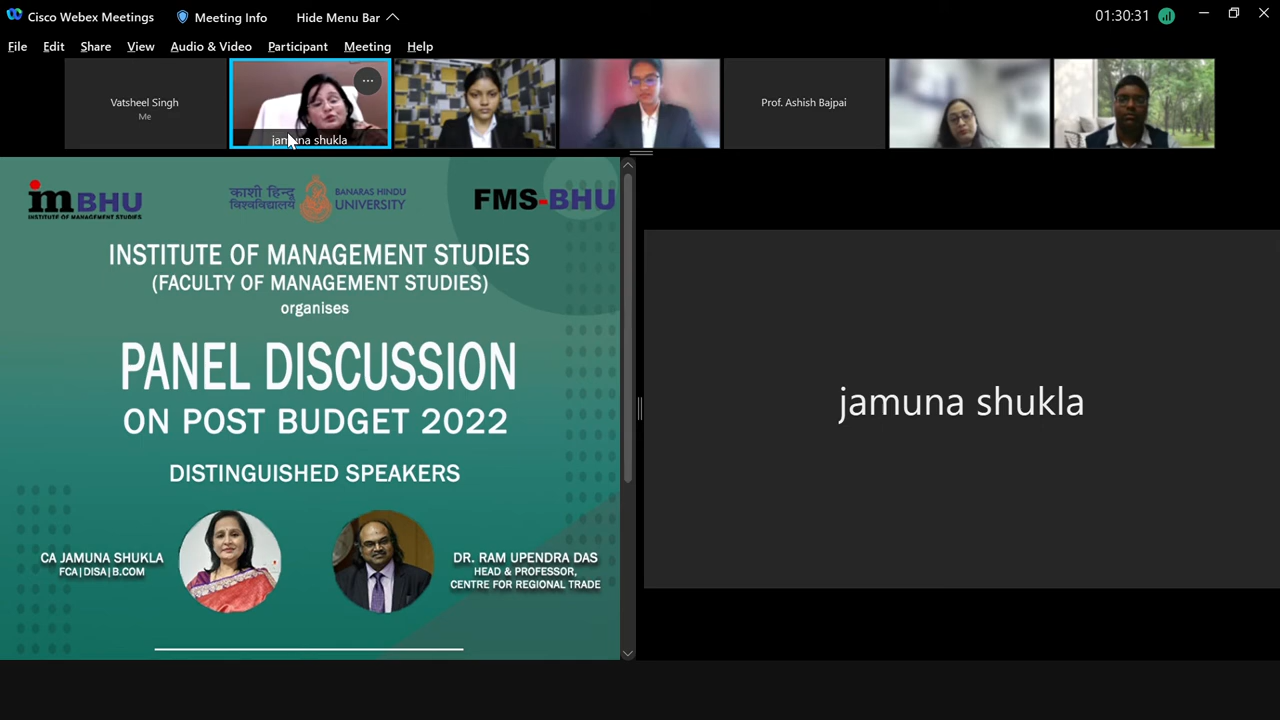 Cisco Webex Meetings
Meeting Info
Hide Menu Bar
01:30:31
File Edit Share View Audio & Video Participant Meeting Help
Vatsheel Singh
Me
jamuna shukla
Prof. Ashish Bajpai
imBHU
INSTITUTE OF MANAGEMENT STUDIES
काशी हिन्दू
विश्वविद्यालय
BANARAS HINDU
UNIVERSITY
FMS-BHU
INSTITUTE OF MANAGEMENT STUDIES
(FACULTY OF MANAGEMENT STUDIES)
organises
PANEL DISCUSSION
ON POST BUDGET 2022
DISTINGUISHED SPEAKERS
CA JAMUNA SHUKLA
FCA|DISA|B.COM
DR. RAM UPENDRA DAS
HEAD & PROFESSOR,
CENTRE FOR REGIONAL TRADE
jamuna shukla